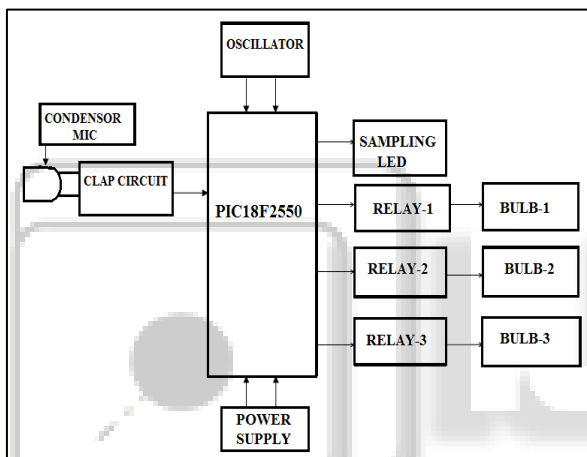 OSCILLATOR
CONDENSOR
MIC
CLAP CIRCUIT
PIC18F2550
SAMPLING
LED
RELAY-1
BULB-1
RELAY-2
BULB-2
RELAY-3
BULB-3
POWER
SUPPLY